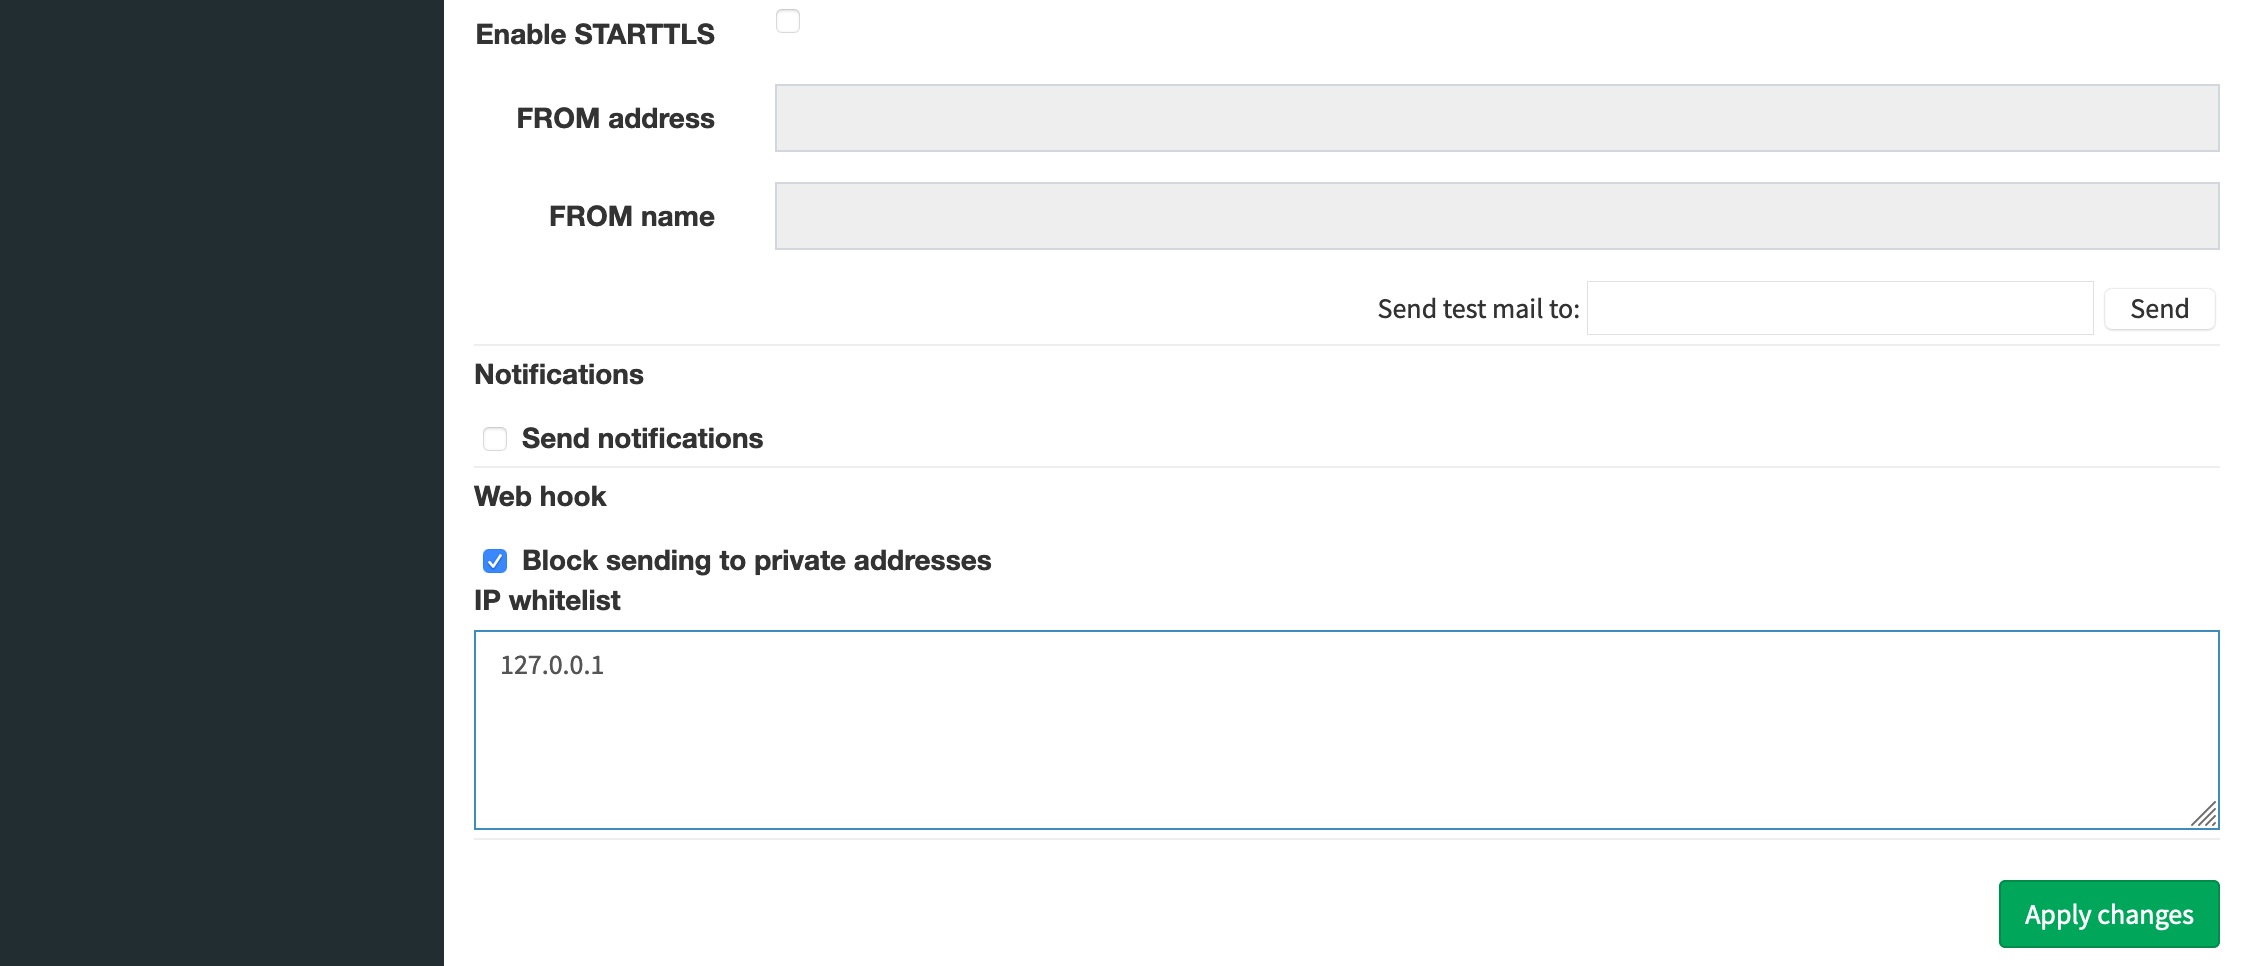 Enable STARTTLS
FROM address
FROM name
Send test mail to: Send
Notifications
Send notifications
Web hook
Block sending to private addresses
IP whitelist
127.0.0.1
Apply changes